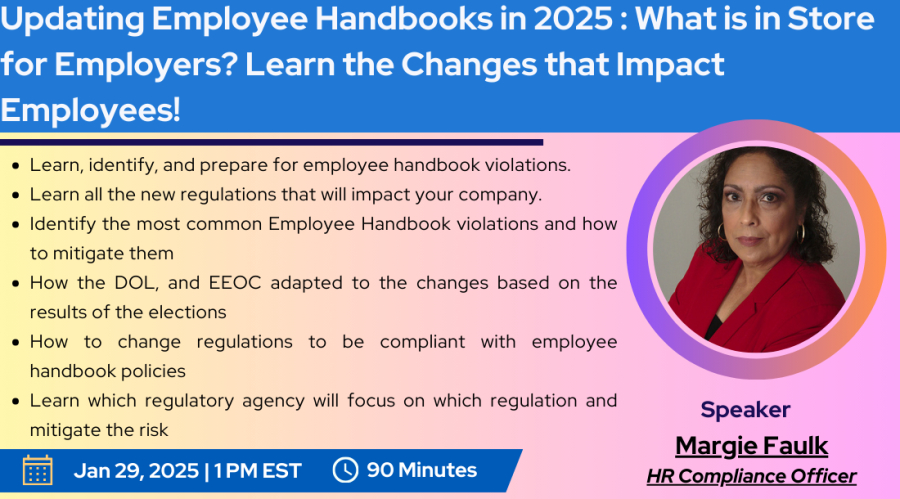 Updating Employee Handbooks in 2025 : What is in Store
for Employers? Learn the Changes that Impact
Employees!
• Learn, identify, and prepare for employee handbook violations.
• Learn all the new regulations that will impact your company.
• Identify the most common Employee Handbook violations and how
to mitigate them
• How the DOL, and EEOC adapted to the changes based on the
results of the elections
• How to change regulations to be compliant with employee
handbook policies
• Learn which regulatory agency will focus on which regulation and
mitigate the risk
Jan 29, 2025 | 1 PM EST
90 Minutes
Speaker
Margie Faulk
HR Compliance Officer